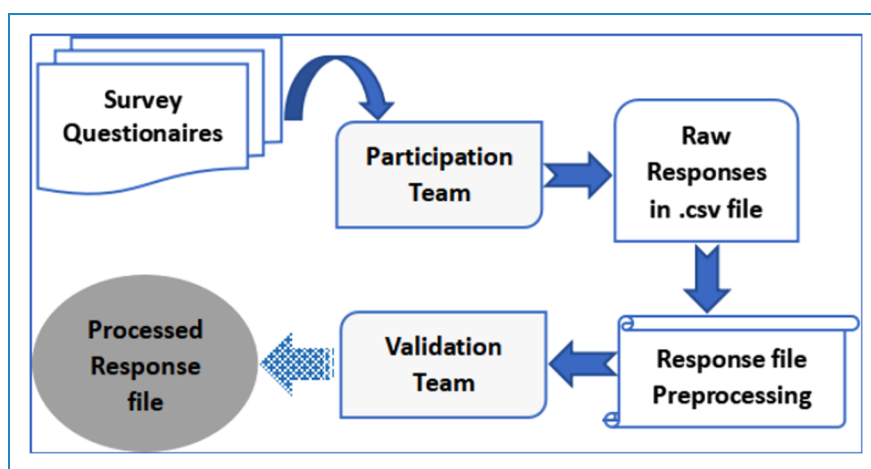 Survey
Questionaires
Participation
Team
Raw
Responses
in .csv file
Response file
Preprocessing
Validation
Team
Processed
Response
file